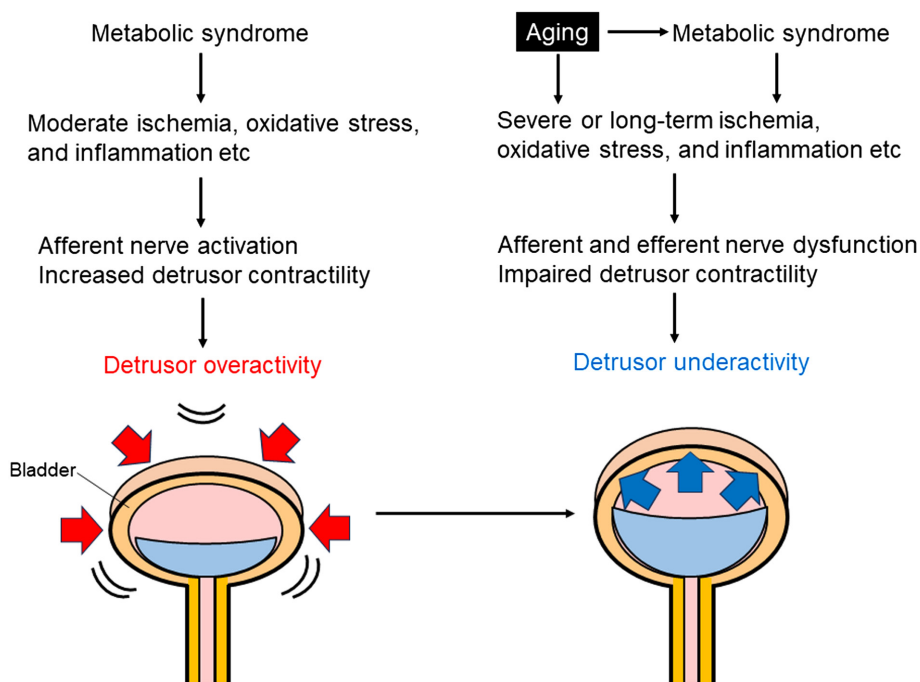 Metabolic syndrome
Moderate ischemia, oxidative stress,
and inflammation etc
Afferent nerve activation
Increased detrusor contractility
Detrusor overactivity
Bladder
Aging
Metabolic syndrome
Severe or long-term ischemia,
oxidative stress, and inflammation etc
Afferent and efferent nerve dysfunction
Impaired detrusor contractility
Detrusor underactivity